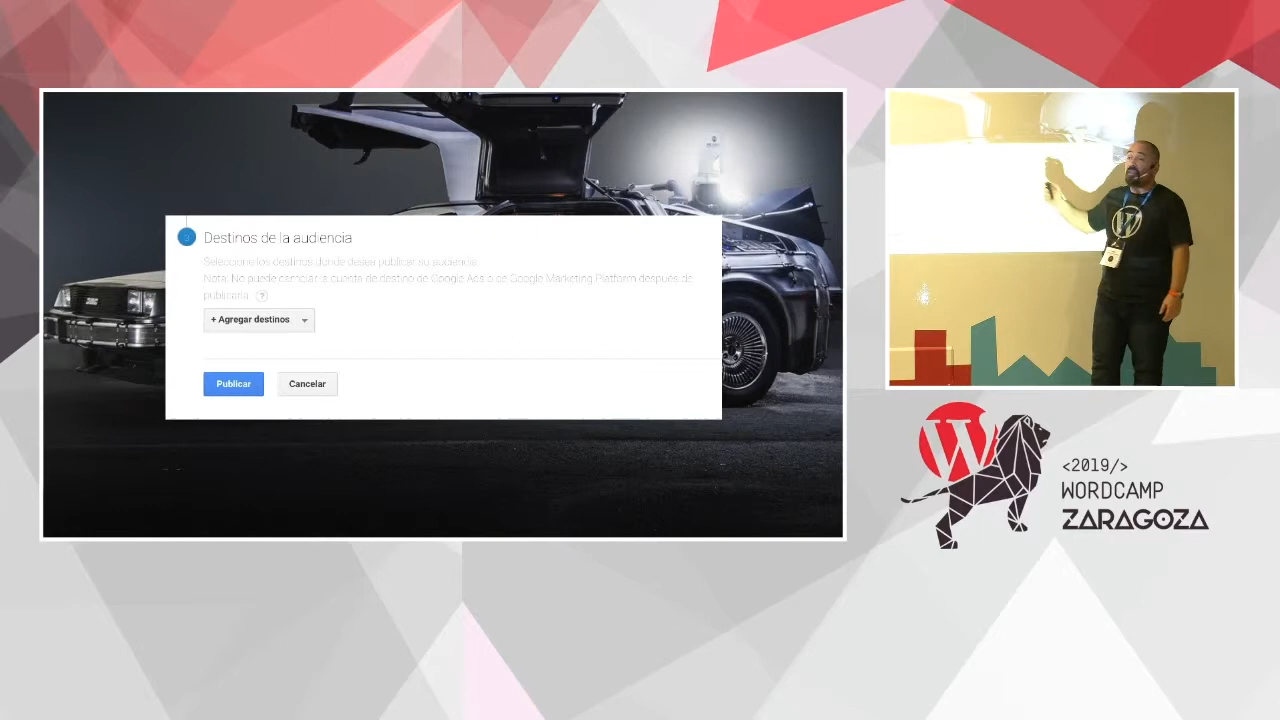 Destinos de la audiencia
Seleccione los destinos donde desea publicar su audiencia.
Nota: No puede cambiar la cuenta de destino de Google Ads o de Google Marketing Platform después de
publicarla. ?
+ Agregar destinos
Publicar
Cancelar
W
<2019/>
WORDCAMP
ZARAGOZA